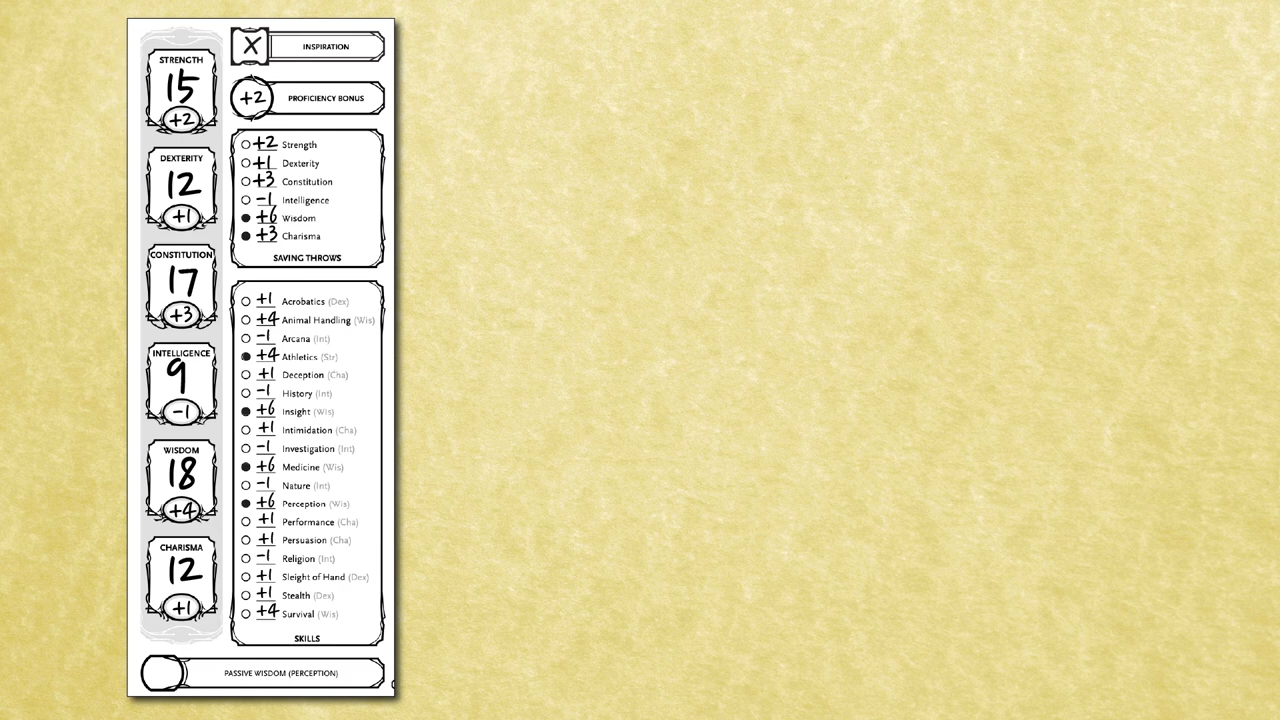 STRENGTH
15
+2
DEXTERITY
12
+1
CONSTITUTION
17
+3
INTELLIGENCE
9
-1
WISDOM
18
+4
CHARISMA
12
+1
X INSPIRATION
+2 PROFICIENCY BONUS
+2 Strength
+1 Dexterity
+3 Constitution
-1 Intelligence
+6 Wisdom
+3 Charisma
SAVING THROWS
+1 Acrobatics (Dex)
+4 Animal Handling (Wis)
-1 Arcana (Int)
+4 Athletics (Str)
+1 Deception (Cha)
-1 History (Int)
+6 Insight (Wis)
+1 Intimidation (Cha)
-1 Investigation (Int)
+6 Medicine (Wis)
-1 Nature (Int)
+6 Perception (Wis)
+1 Performance (Cha)
+1 Persuasion (Cha)
-1 Religion (Int)
+1 Sleight of Hand (Dex)
+1 Stealth (Dex)
+4 Survival (Wis)
SKILLS
PASSIVE WISDOM (PERCEPTION)